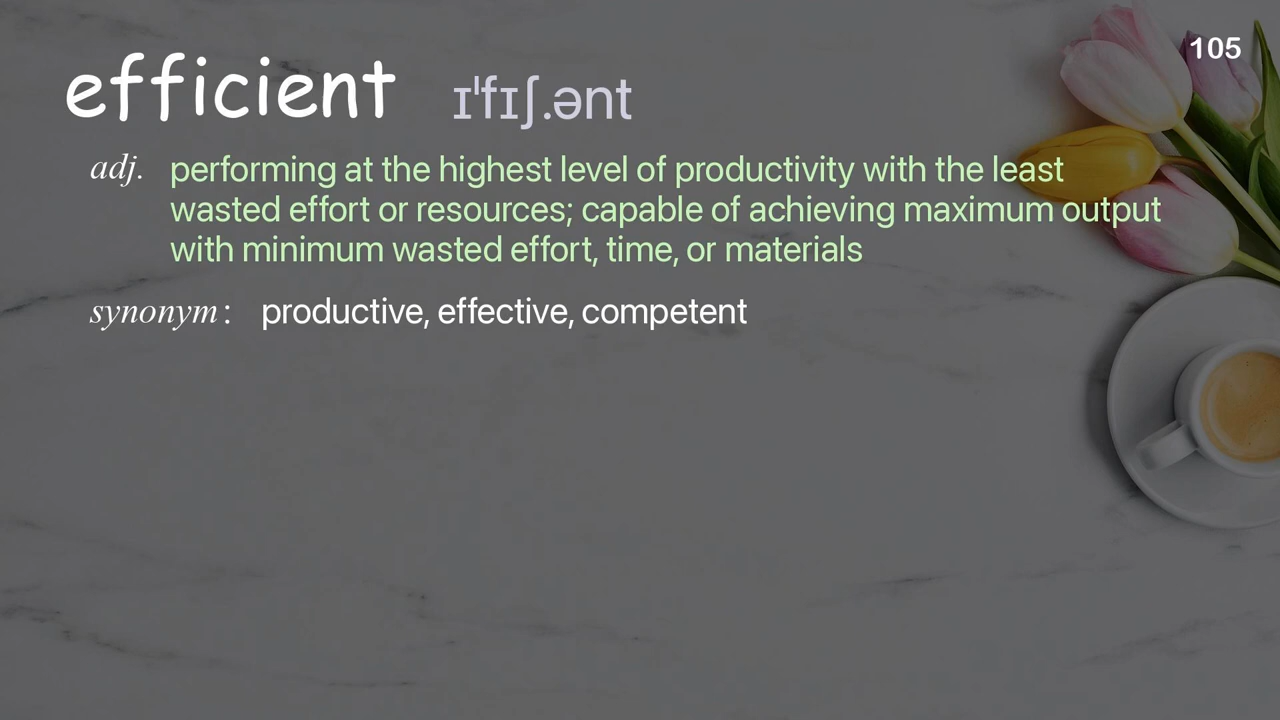 105
efficient ɪˈfɪʃ.ənt
adj. performing at the highest level of productivity with the least
wasted effort or resources; capable of achieving maximum output
with minimum wasted effort, time, or materials
synonym: productive, effective, competent